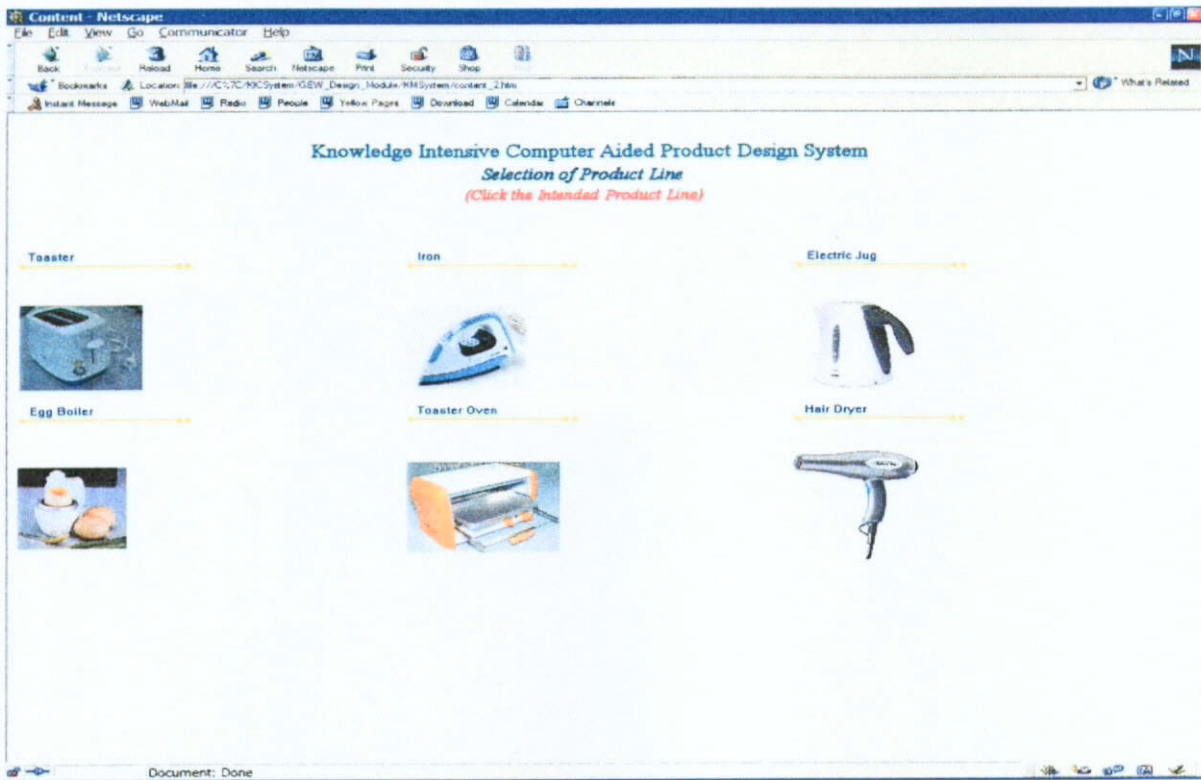 Content - Netscape
File Edit View Go Communicator Help
Back Reload Home Search Netscape Print Security Shop
Bookmarks Location: What's Related
Instant Message WebMail Radio People Yellow Pages Download Calendar Channels
Knowledge Intensive Computer Aided Product Design System
Selection of Product Line
(Click the Intended Product Line)
Toaster Iron Electric Jug
Egg Boiler Toaster Oven Hair Dryer
Document: Done